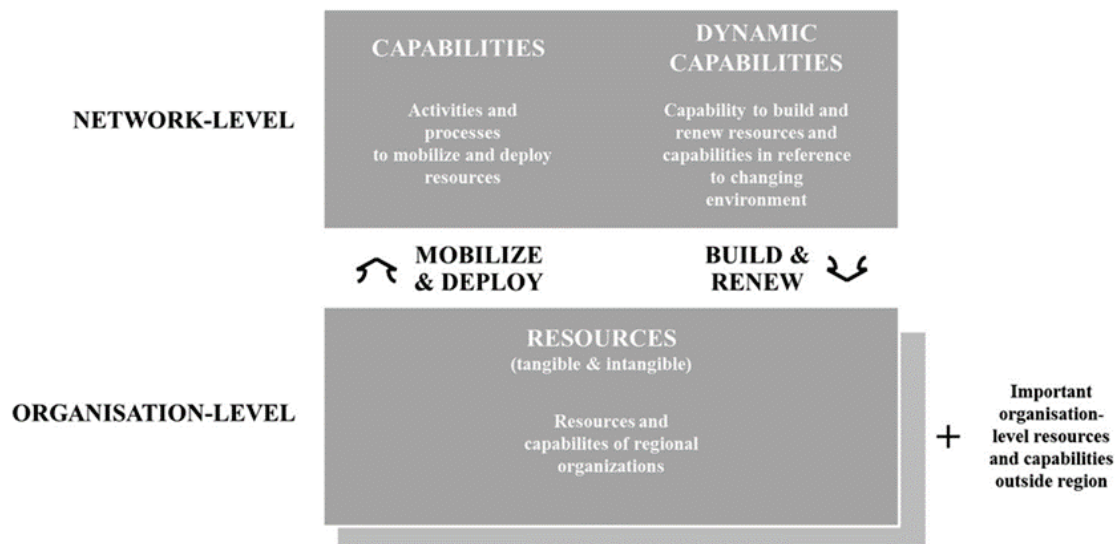 CAPABILITIES
Activities and
processes
to mobilize and deploy
resources
DYNAMIC
CAPABILITIES
Capability to build and
renew resources and
capabilities in reference
to changing
environment
NETWORK-LEVEL
MOBILIZE
& DEPLOY
BUILD &
RENEW
RESOURCES
(tangible & intangible)
Resources and
capabilites of regional
organizations
ORGANISATION-LEVEL
+
Important
organisation-
level resources
and capabilities
outside region